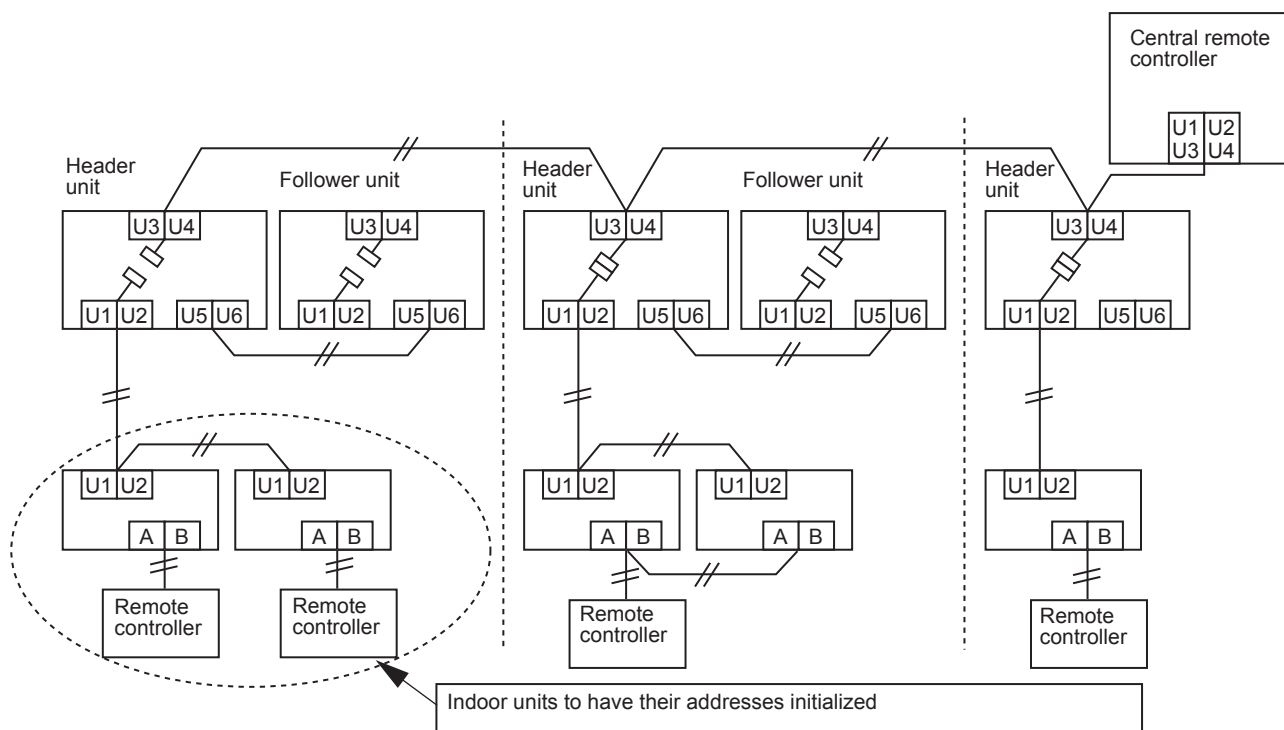 Central remote
controller
U1 U2
U3 U4
Header
unit
Follower unit
Header
unit
Follower unit
Header
unit
U3 U4
U3 U4
U3 U4
U3 U4
U3 U4
U1 U2
U5 U6
U1 U2
U5 U6
U1 U2
U5 U6
U1 U2
U5 U6
U1 U2
U5 U6
U1 U2
U1 U2
U1 U2
U1 U2
U1 U2
A B
A B
A B
A B
A B
Remote
controller
Remote
controller
Remote
controller
Remote
controller
Indoor units to have their addresses initialized